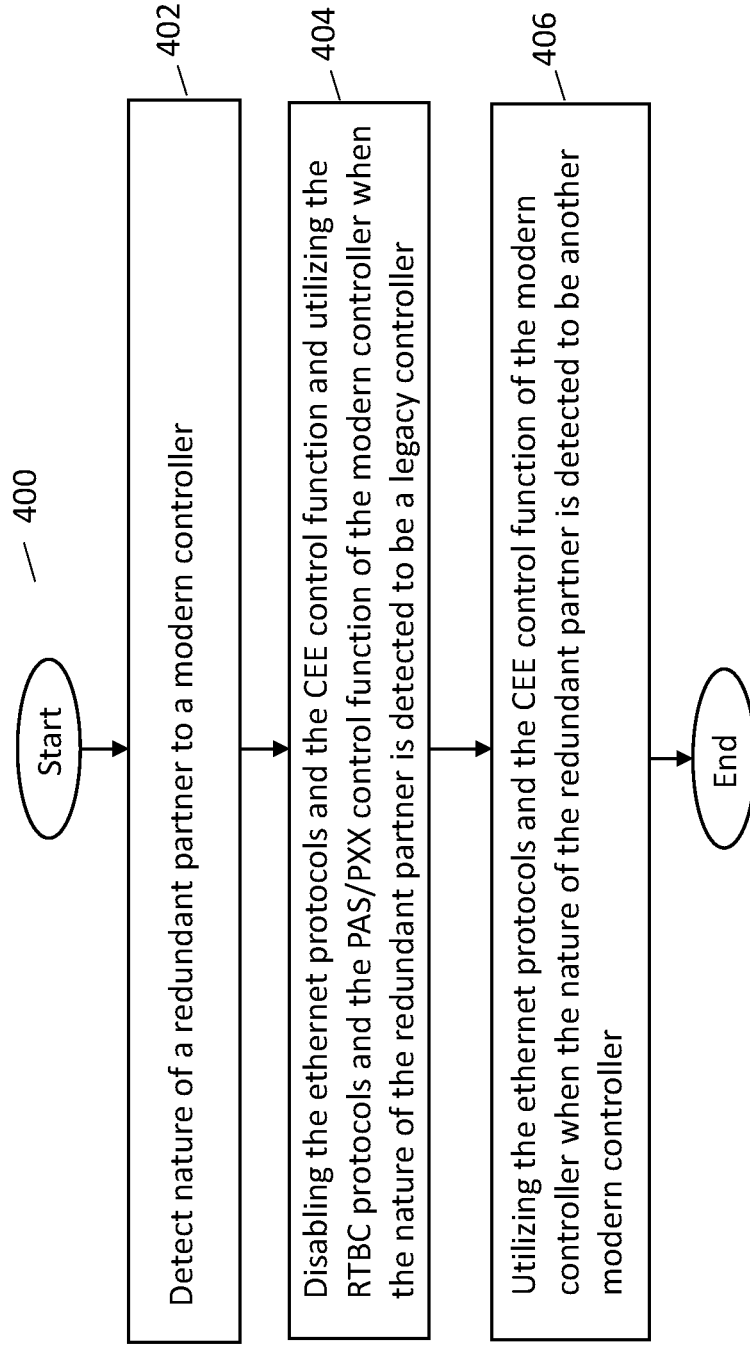 400
Start
402
Detect nature of a redundant partner to a modern controller
404
Disabling the ethernet protocols and the CEE control function and utilizing the
RTBC protocols and the PAS/PXX control function of the modern controller when
the nature of the redundant partner is detected to be a legacy controller
406
Utilizing the ethernet protocols and the CEE control function of the modern
controller when the nature of the redundant partner is detected to be another
modern controller
End